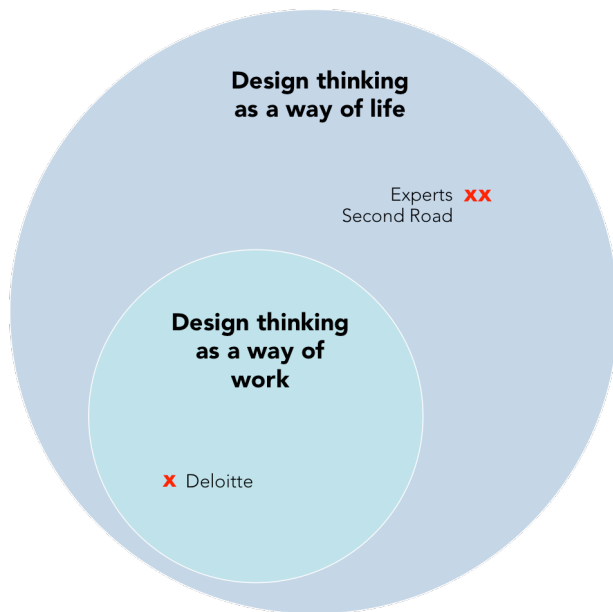 Design thinking
as a way of life
Experts xx
Second Road
Design thinking
as a way of
work
x Deloitte